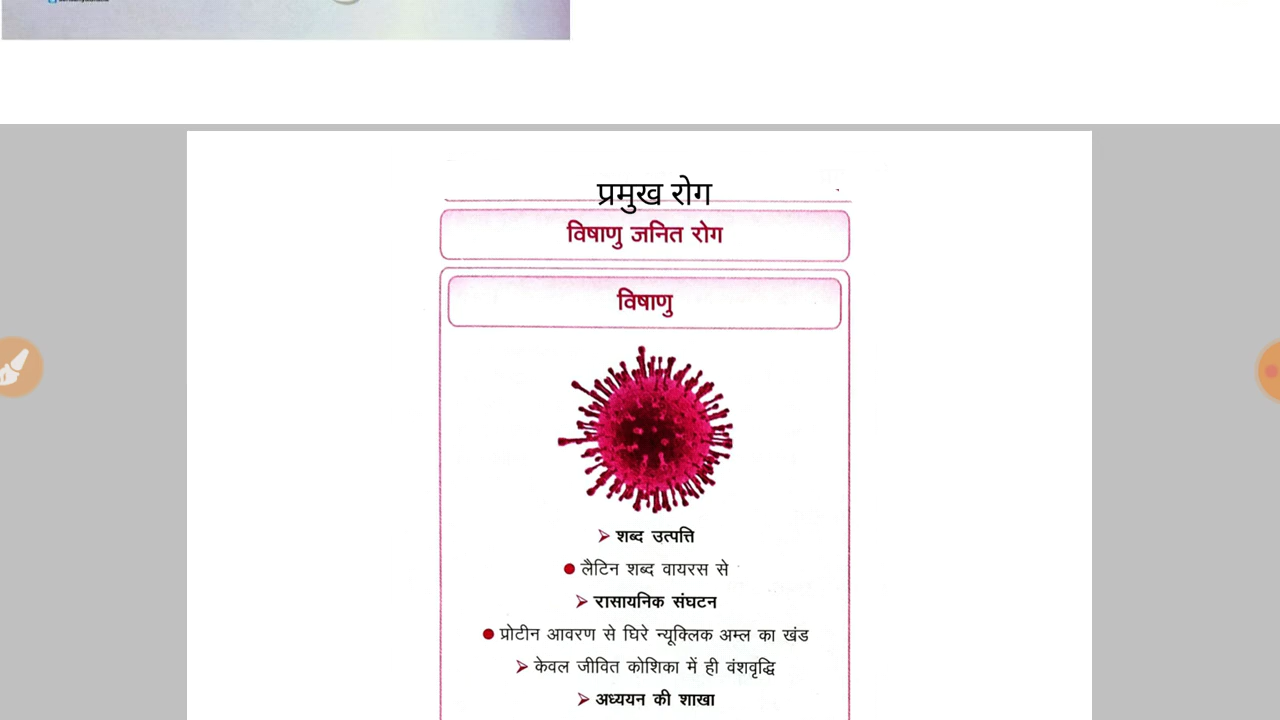 प्रमुख रोग
विषाणु जनित रोग
विषाणु
➢ शब्द उत्पत्ति
● लैटिन शब्द वायरस से
➢ रासायनिक संघटन
● प्रोटीन आवरण से घिरे न्यूक्लिक अम्ल का खंड
➢ केवल जीवित कोशिका में ही वंशवृद्धि
➢ अध्ययन की शाखा